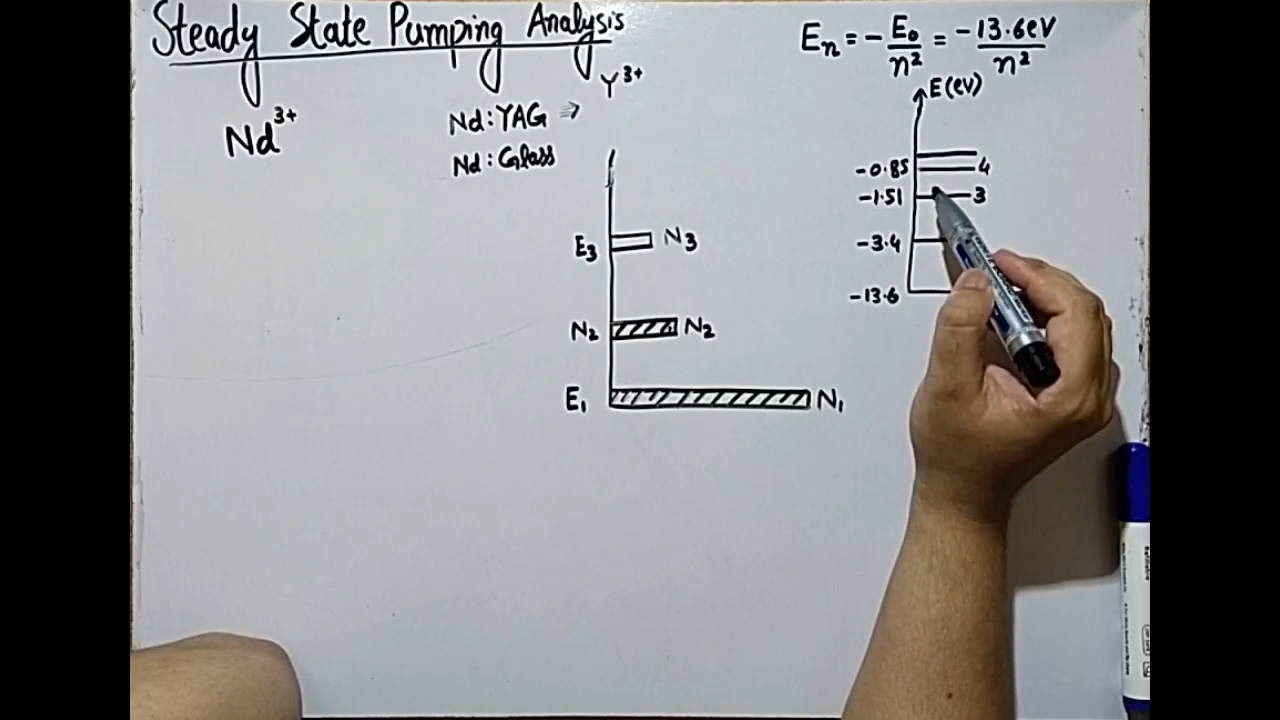 Steady State Pumping Analysis
Nd³⁺
Nd:YAG ⇒ Y³⁺
Nd:Glass
E₃ N₃
N₂ N₂
E₁ N₁
Eₙ = -E₀/n² = -13.6eV/n²
E(eV)
-0.85 4
-1.51 3
-3.4
-13.6